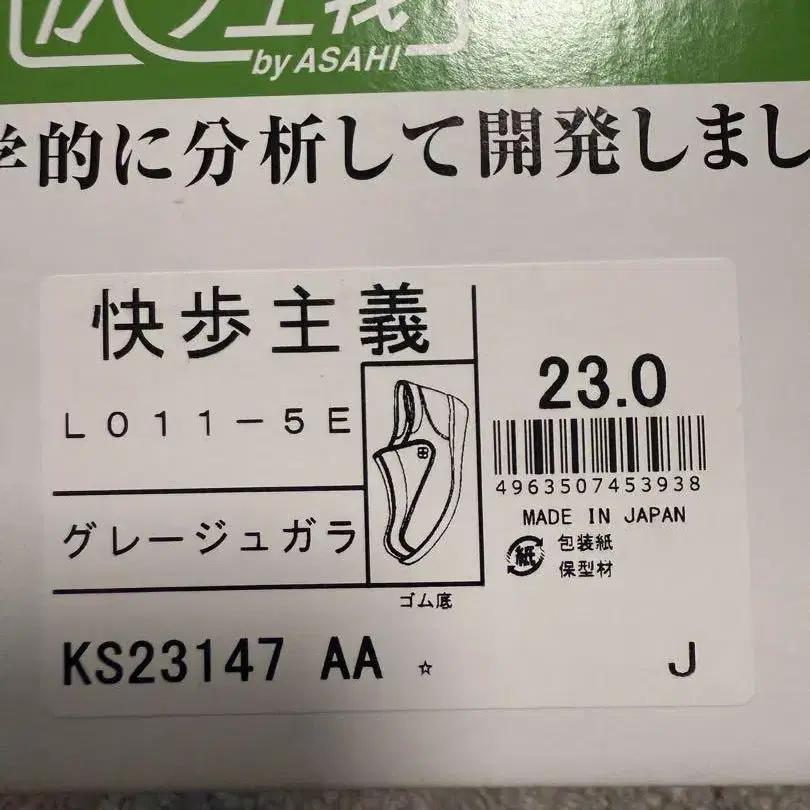 by ASAHI
学的に分析して開発しまし
快歩主義
L011-5E
グレージュガラ
23.0
4963507453938
MADE IN JAPAN
紙
包装紙
保型材
ゴム底
KS23147 AA ☆
J